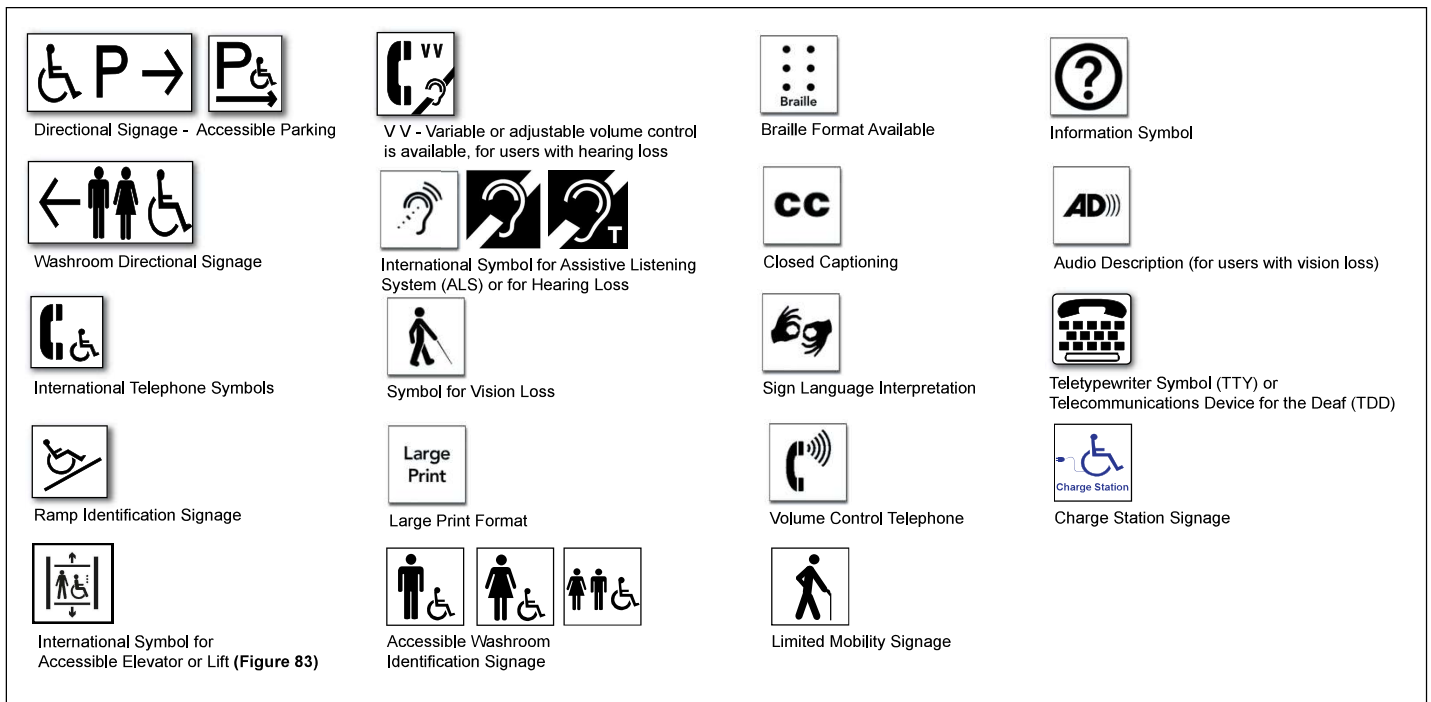 P
P
Directional Signage - Accessible Parking
Washroom Directional Signage
International Telephone Symbols
Ramp Identification Signage
International Symbol for
Accessible Elevator or Lift (Figure 83)
V V
V V - Variable or adjustable volume control
is available, for users with hearing loss
T
International Symbol for Assistive Listening
System (ALS) or for Hearing Loss
Symbol for Vision Loss
Large
Print
Large Print Format
Accessible Washroom
Identification Signage
Braille
Braille Format Available
CC
Closed Captioning
Sign Language Interpretation
Volume Control Telephone
Limited Mobility Signage
?
Information Symbol
AD
Audio Description (for users with vision loss)
Teletypewriter Symbol (TTY) or
Telecommunications Device for the Deaf (TDD)
Charge Station
Charge Station Signage